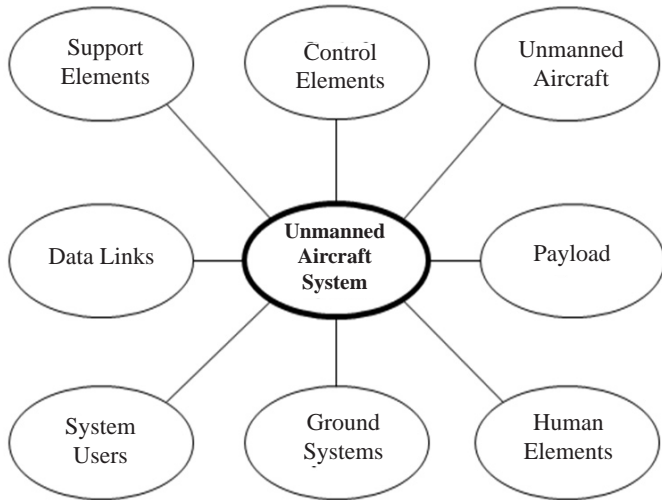 Support
Elements
Control
Elements
Unmanned
Aircraft
Data Links
Unmanned
Aircraft
System
Payload
System
Users
Ground
Systems
Human
Elements